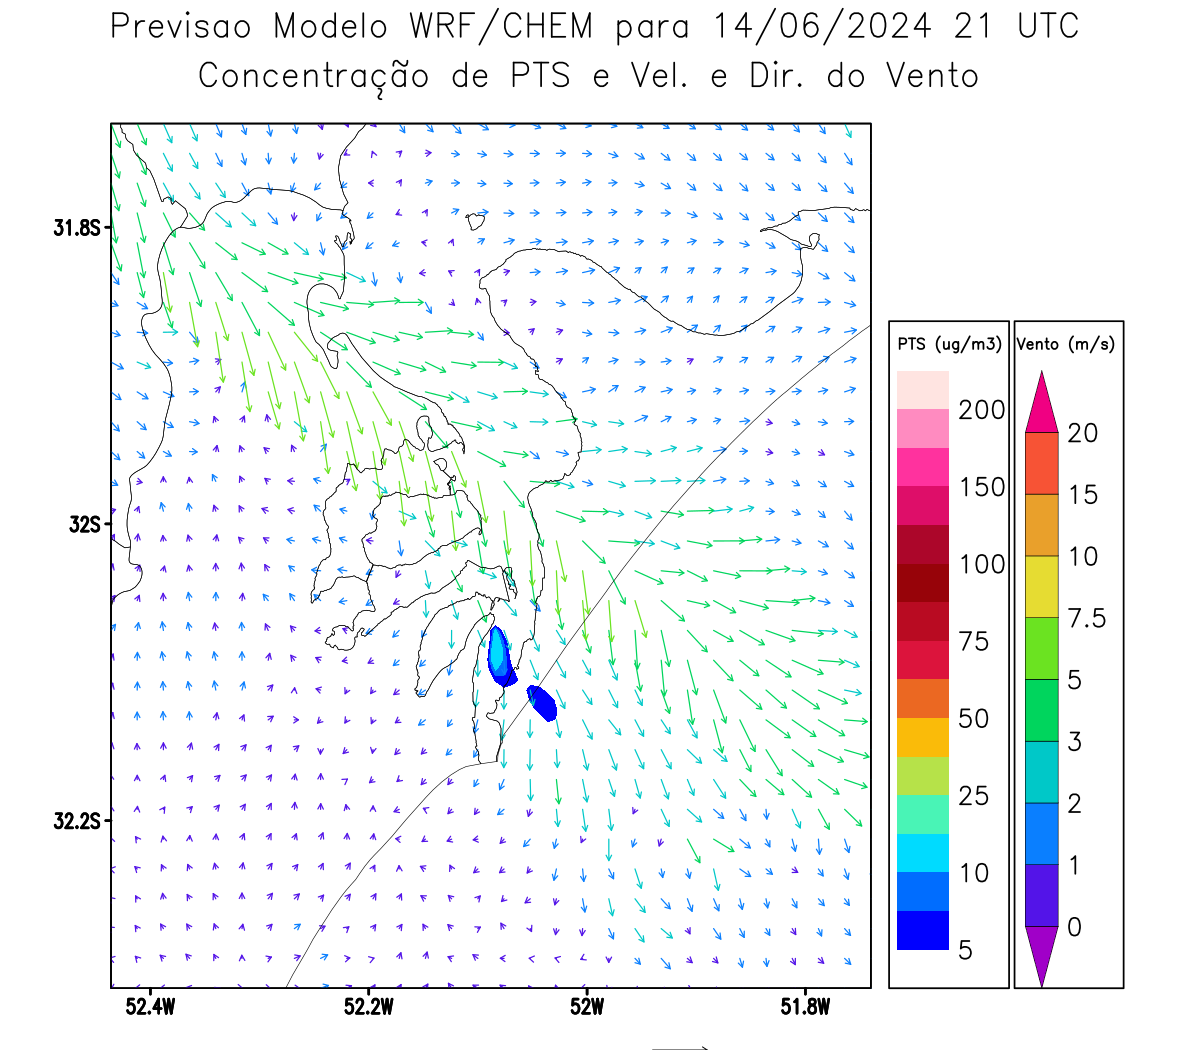 Previsao Modelo WRF/CHEM para 14/06/2024 21 UTC
Concentração de PTS e Vel. e Dir. do Vento
31.8S
32S
32.2S
52.4W
52.2W
52W
51.8W
PTS (ug/m3)
200
150
100
75
50
25
10
5
Vento (m/s)
20
15
10
7.5
5
3
2
1
0